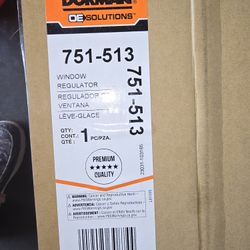 DORMAN
OE SOLUTIONS™
751-513
WINDOW
REGULATOR
REGULADOR DE
VENTANA
LÈVE-GLACE
QTY:
CONT:
QTÉ :
1 PC/PZA.
PREMIUM
★★★★★
QUALITY
751-513
WARNING:
ADVERTENCIA:
AVERTISSEMENT: